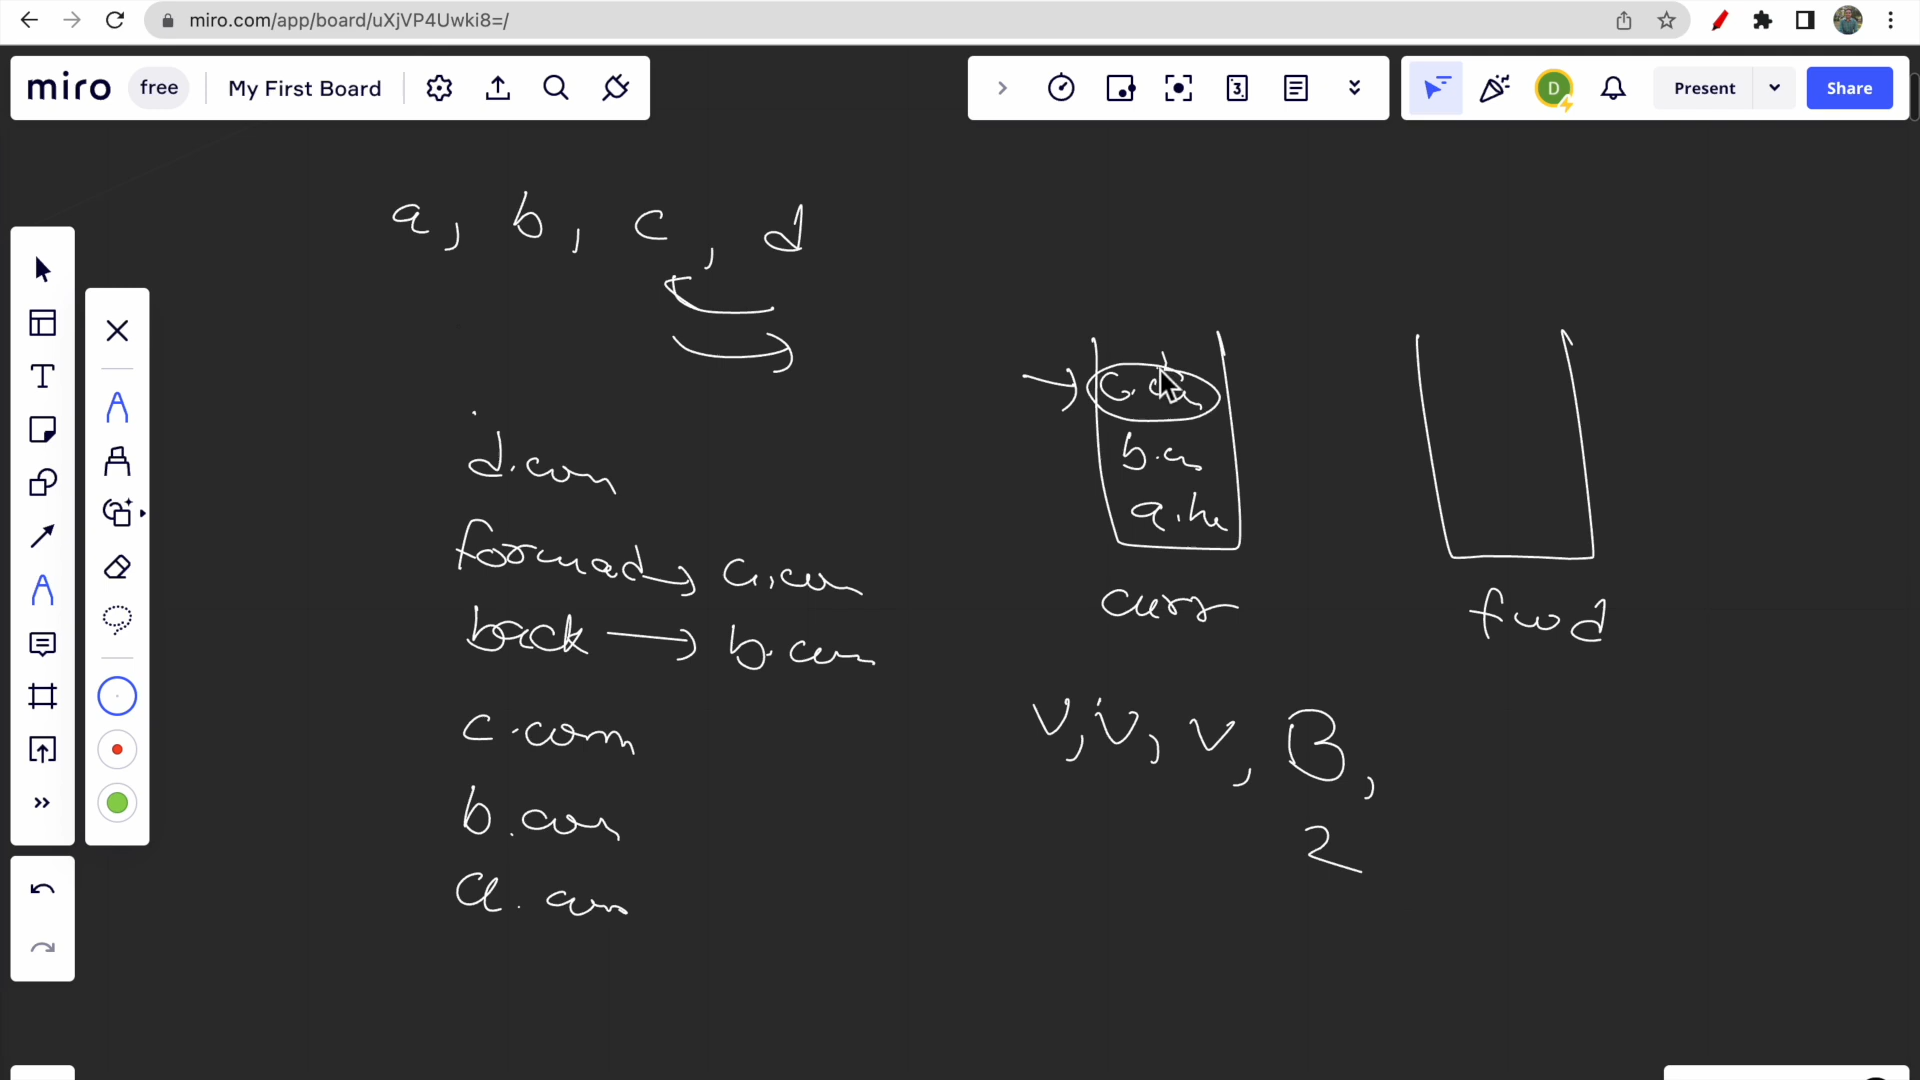 miro.com/app/board/uXjVP4Uwki8=/
miro
free
My First Board
3
D
Present
Share
a, b, c, d
d.com
forward → c.com
back → b.com
c.com
b.com
a.com
b.com
curr
fwd
V, V, V, B,
2
T